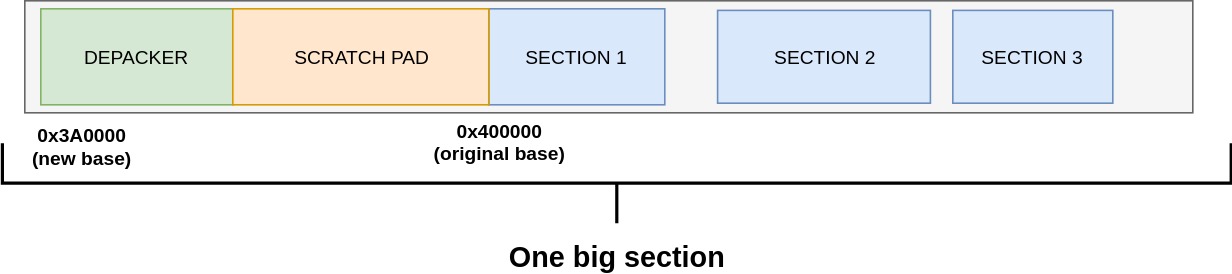 DEPACKER
SCRATCH PAD
SECTION 1
SECTION 2
SECTION 3
0x3A0000
(new base)
0x400000
(original base)
One big section